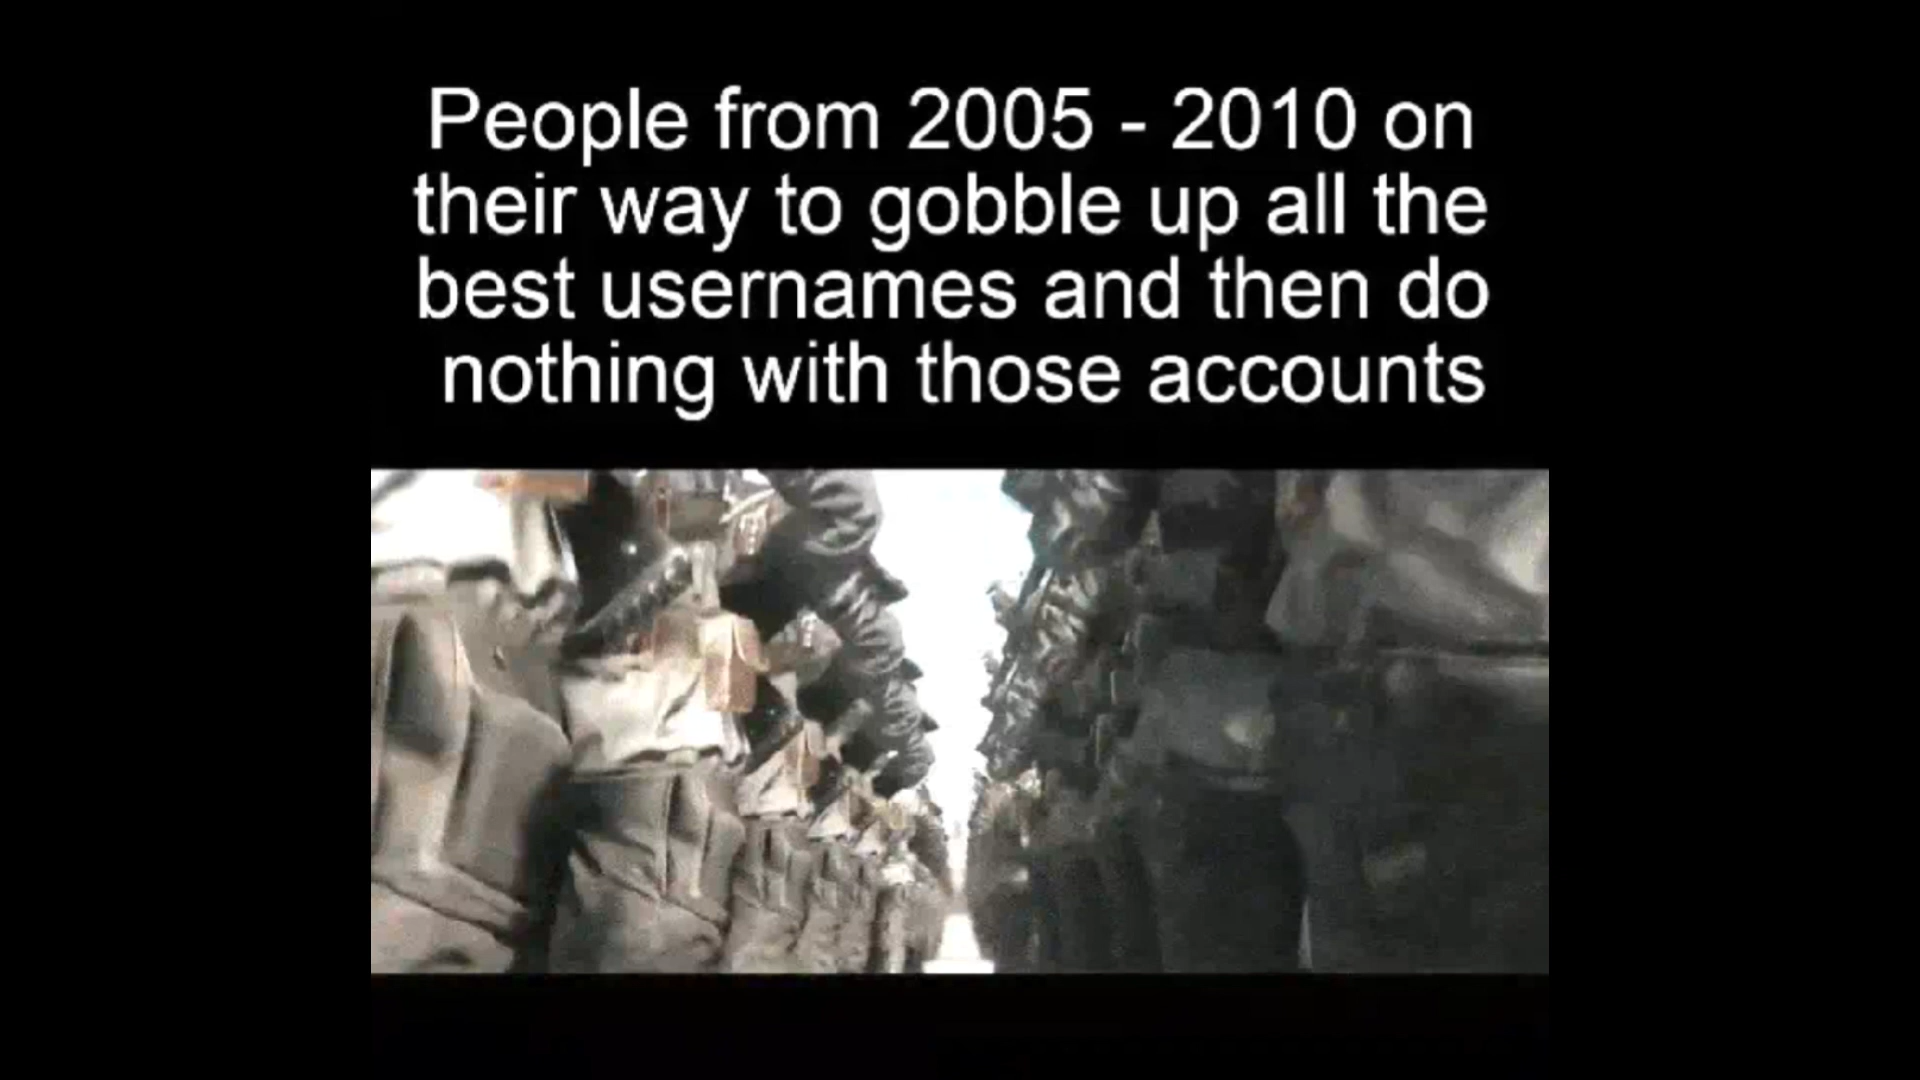 People from 2005 - 2010 on
their way to gobble up all the
best usernames and then do
nothing with those accounts